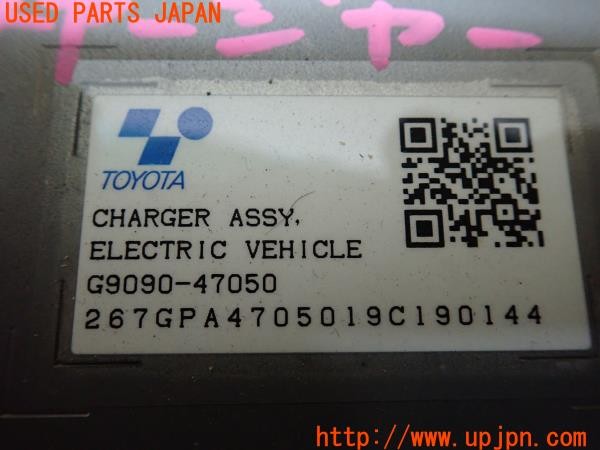 USED PARTS JAPAN
チャージャー
TOYOTA
CHARGER ASSY,
ELECTRIC VEHICLE
G9090-47050
267GPA4705019C190144
http://www.upjpn.com